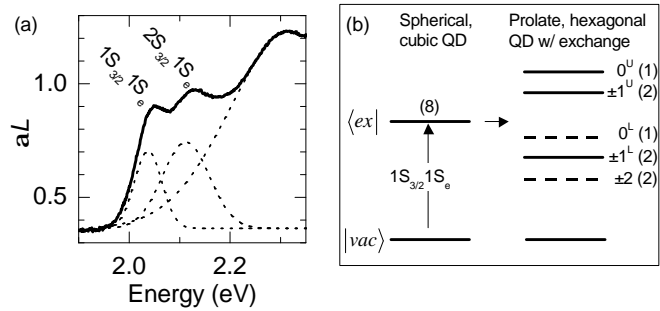 (a)
1S3/2 1Se
2S3/2 1Se
1.0
0.5
aL
2.0
2.2
Energy (eV)
(b)
Spherical,
cubic QD
Prolate, hexagonal
QD w/ exchange
⟨ex|
(8)
1S3/2 1Se
|vac⟩
0U (1)
±1U (2)
0L (1)
±1L (2)
±2 (2)